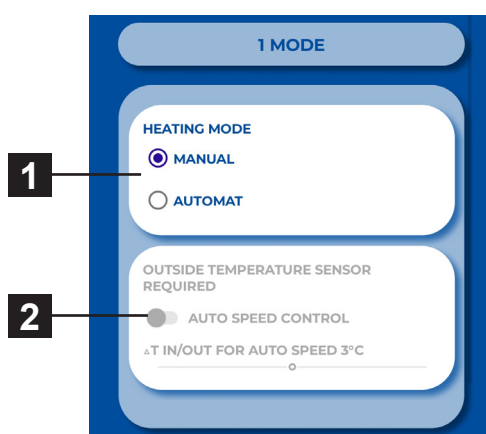 1 MODE
HEATING MODE
MANUAL
1
AUTOMAT
OUTSIDE TEMPERATURE SENSOR
REQUIRED
2
AUTO SPEED CONTROL
▵T IN/OUT FOR AUTO SPEED 3°C